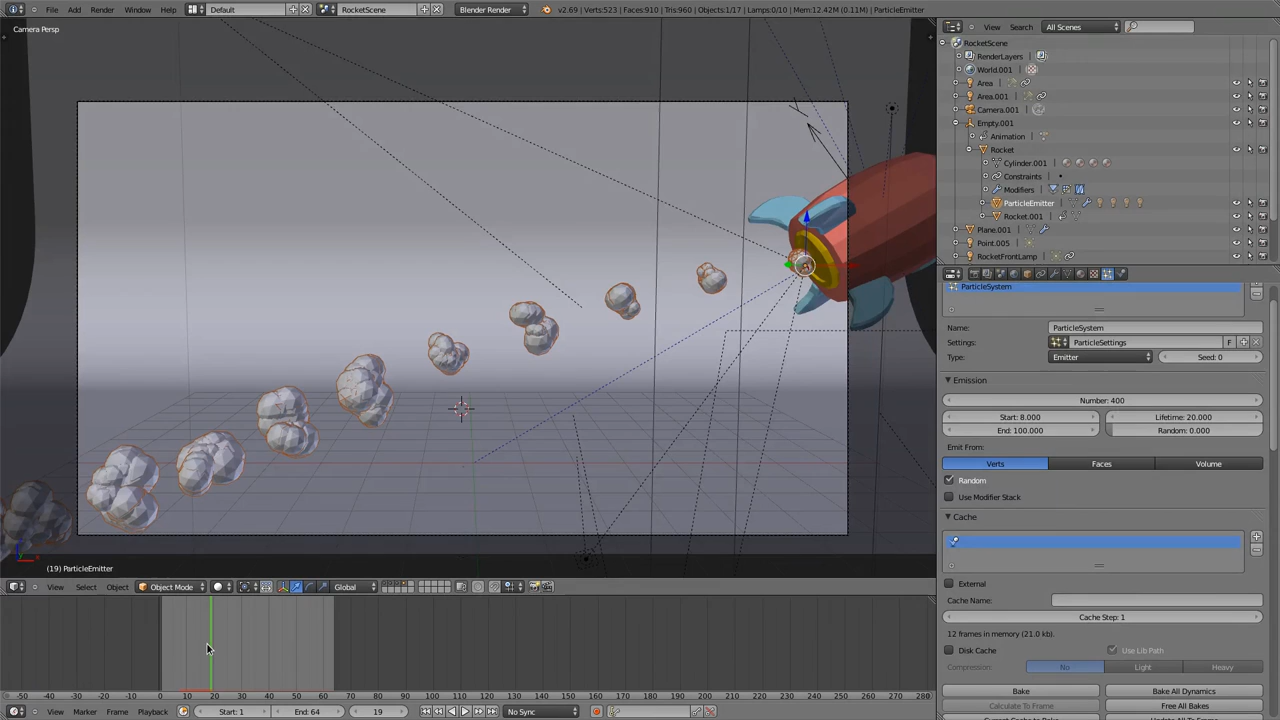 File Add Render Window Help Default RocketScene Blender Render v2.69 | Verts:523 | Faces:910 | Tris:960 | Objects:1/17 | Lamps:0/10 | Mem:12.42M (0.11M) | ParticleEmitter
Camera Persp
(19) ParticleEmitter
View Select Object Object Mode Global
-50 -40 -30 -20 -10 0 10 20 30 40 50 60 70 80 90 100 110 120 130 140 150 160 170 180 190 200 210 220 230 240 250 260 270 280
View Marker Frame Playback Start: 1 End: 64 19 No Sync
View Search All Scenes
RocketScene
RenderLayers
World.001
Area
Area.001
Camera.001
Empty.001
Animation
Rocket
Cylinder.001
Constraints
Modifiers
ParticleEmitter
Rocket.001
Plane.001
Point.005
RocketFrontLamp
ParticleSystem
Name: ParticleSystem
Settings: ParticleSettings F
Type: Emitter Seed: 0
Emission
Number: 400
Start: 8.000 Lifetime: 20.000
End: 100.000 Random: 0.000
Emit From:
Verts Faces Volume
Random
Use Modifier Stack
Cache
External
Cache Name:
Cache Step: 1
12 frames in memory (21.0 kb).
Disk Cache Use Lib Path
Compression: No Light Heavy
Bake Bake All Dynamics
Calculate To Frame Free All Bakes
Current Cache to Bake Update All To Frame